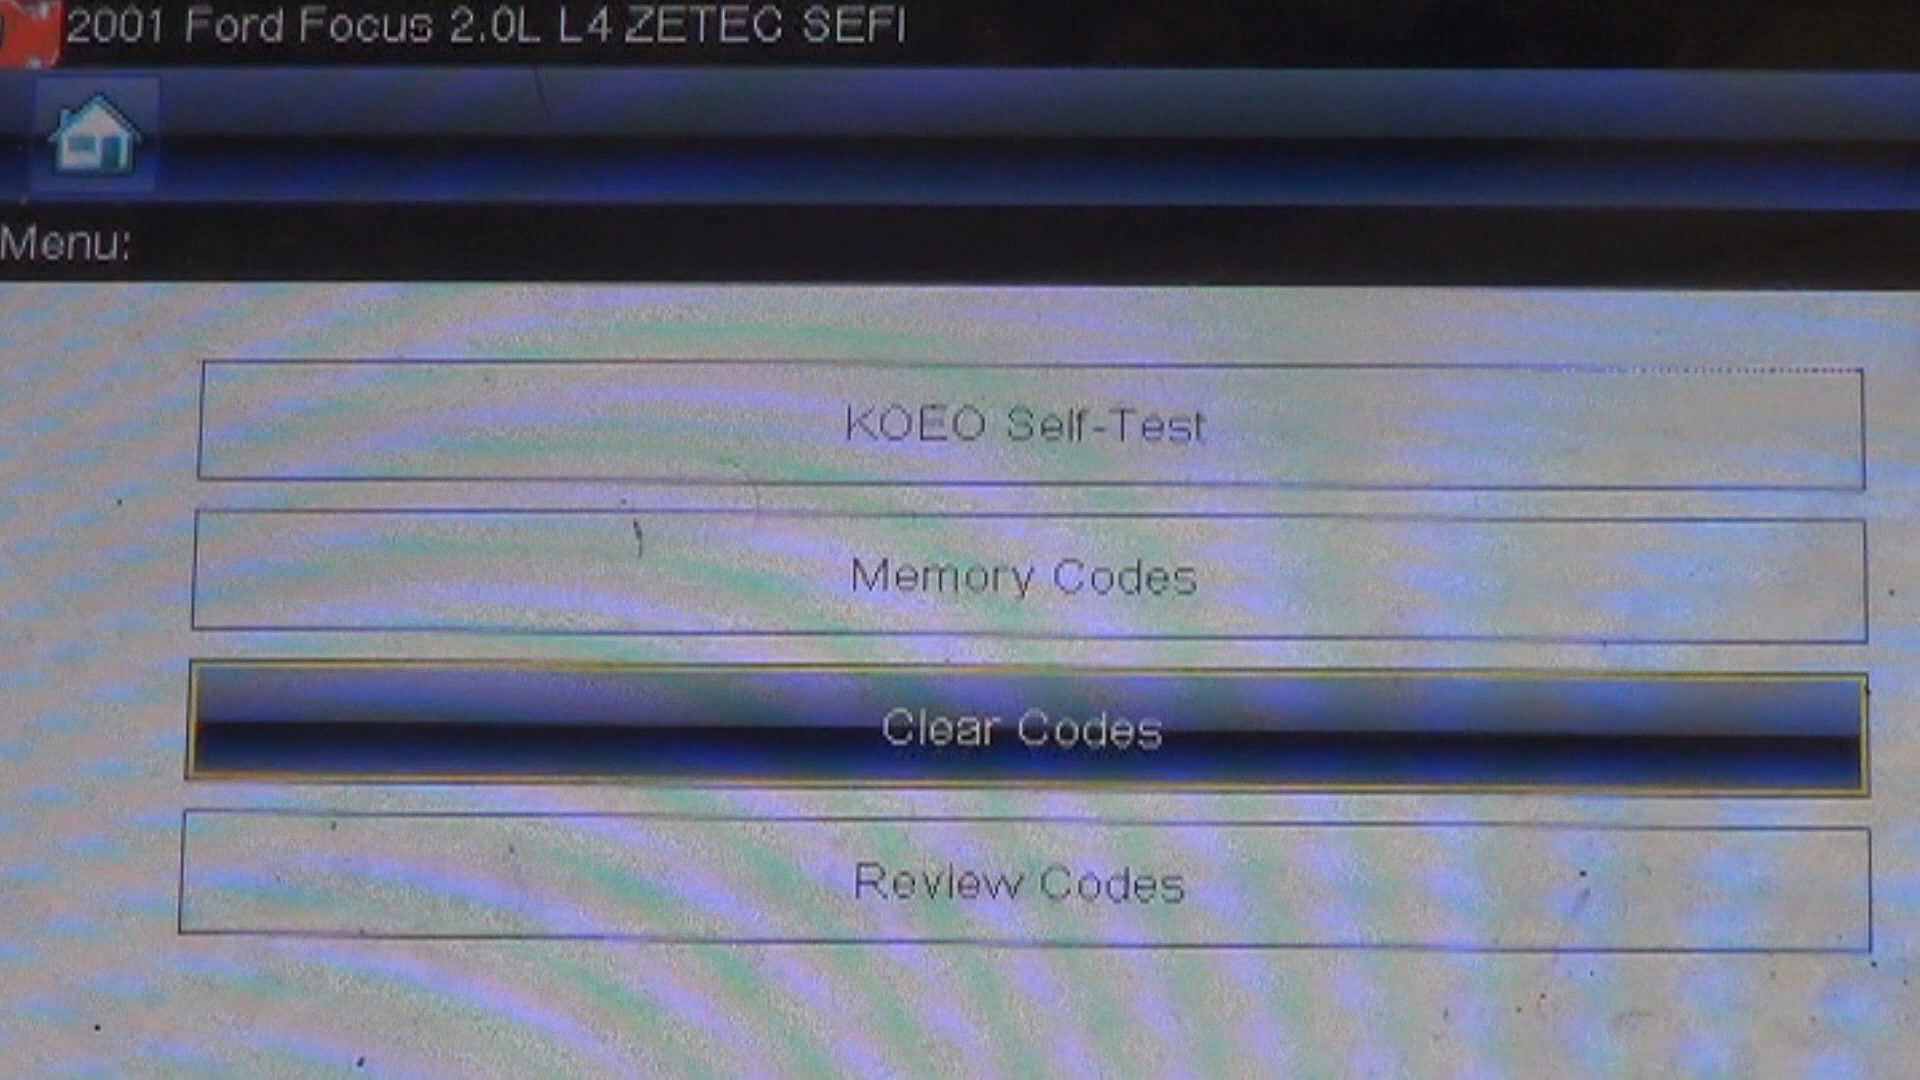 2001 Ford Focus 2.0L L4 ZETEC SEFI
Menu:
KOEO Self-Test
Memory Codes
Clear Codes
Review Codes